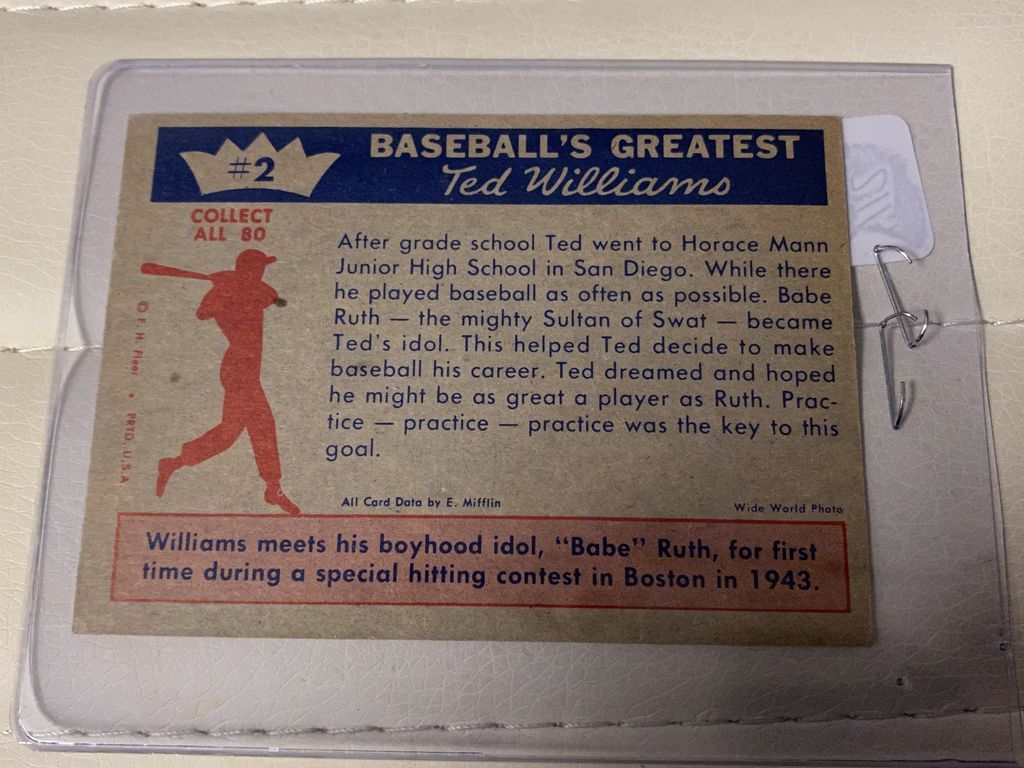 #2
BASEBALL'S GREATEST
Ted Williams
COLLECT
ALL 80
After grade school Ted went to Horace Mann
Junior High School in San Diego. While there
he played baseball as often as possible. Babe
Ruth — the mighty Sultan of Swat — became
Ted's idol. This helped Ted decide to make
baseball his career. Ted dreamed and hoped
he might be as great a player as Ruth. Prac-
tice — practice — practice was the key to this
goal.
© F. H. Fleer • PRTD. U.S.A.
All Card Data by E. Mifflin
Wide World Photo
Williams meets his boyhood idol, "Babe" Ruth, for first
time during a special hitting contest in Boston in 1943.